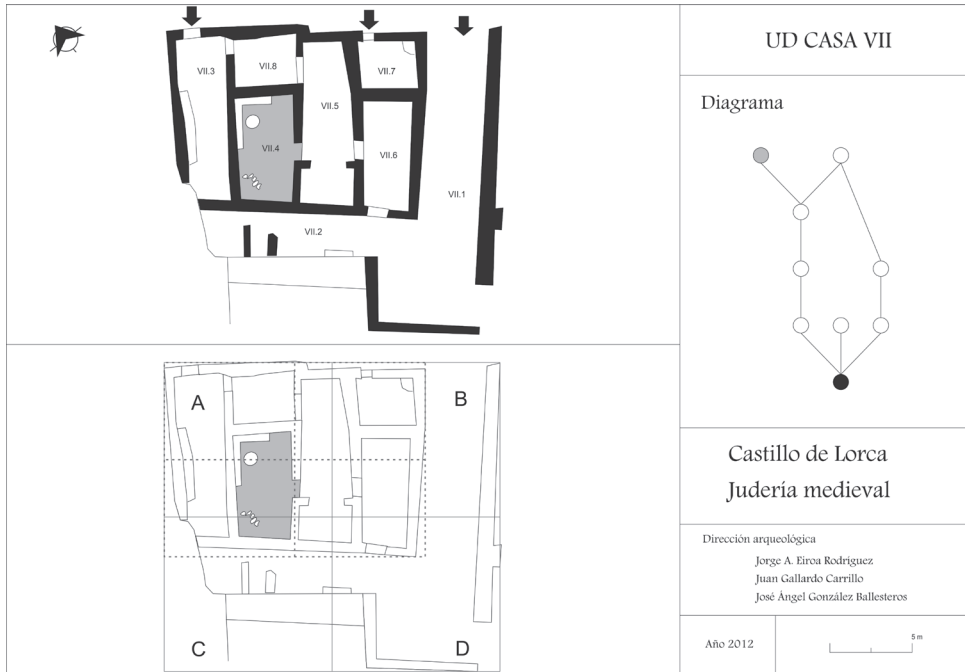 VII.3
VII.8
VII.7
VII.5
VII.4
VII.6
VII.1
VII.2
A
B
C
D
UD CASA VII
Diagrama
Castillo de Lorca
Judería medieval
Dirección arqueológica
Jorge A. Eiroa Rodríguez
Juan Gallardo Carrillo
José Ángel González Ballesteros
Año 2012
5 m